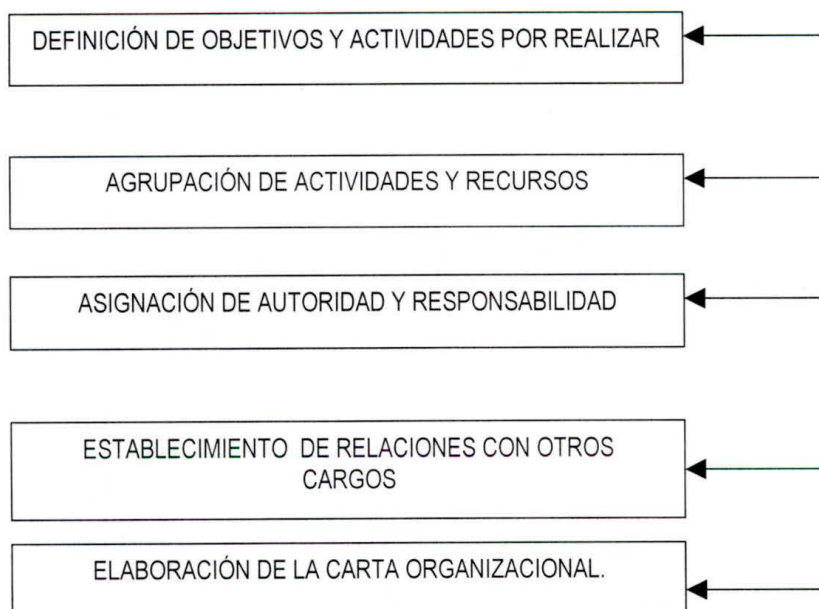 DEFINICIÓN DE OBJETIVOS Y ACTIVIDADES POR REALIZAR
AGRUPACIÓN DE ACTIVIDADES Y RECURSOS
ASIGNACIÓN DE AUTORIDAD Y RESPONSABILIDAD
ESTABLECIMIENTO DE RELACIONES CON OTROS
CARGOS
ELABORACIÓN DE LA CARTA ORGANIZACIONAL.